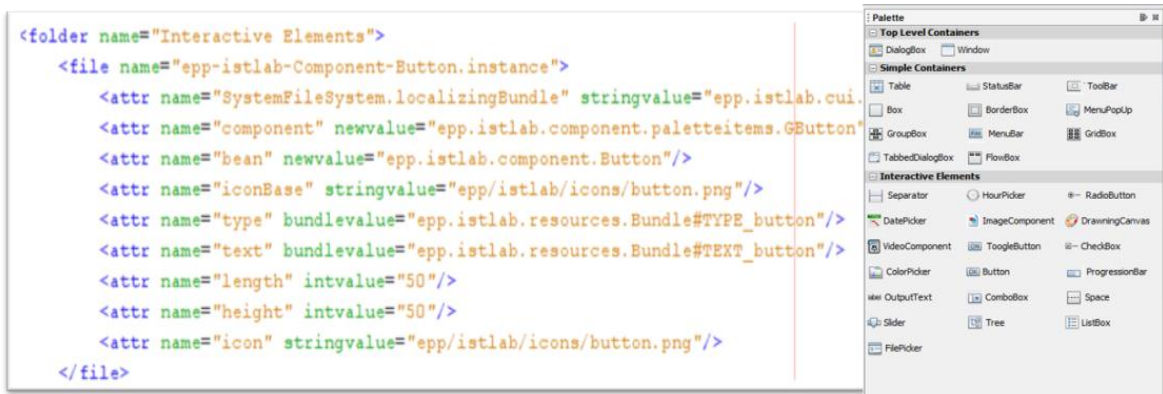 <folder name="Interactive Elements">
<file name="epp-istlab-Component-Button.instance">
<attr name="SystemFileSystem.localizingBundle" stringvalue="epp.istlab.cui.
<attr name="component" newvalue="epp.istlab.component.paletteitems.GButton"
<attr name="bean" newvalue="epp.istlab.component.Button"/>
<attr name="iconBase" stringvalue="epp/istlab/icons/button.png"/>
<attr name="type" bundlevalue="epp.istlab.resources.Bundle#TYPE_button"/>
<attr name="text" bundlevalue="epp.istlab.resources.Bundle#TEXT_button"/>
<attr name="length" intvalue="50"/>
<attr name="height" intvalue="50"/>
<attr name="icon" stringvalue="epp/istlab/icons/button.png"/>
</file>
Palette
Top Level Containers
DialogBox Window
Simple Containers
Table StatusBar ToolBar
Box BorderBox MenuPopUp
GroupBox MenuBar GridBox
TabbedDialogBox FlowBox
Interactive Elements
Separator HourPicker RadioButton
DatePicker ImageComponent DrawingCanvas
VideoComponent ToogleButton CheckBox
ColorPicker Button ProgressionBar
label OutputText ComboBox Space
Slider Tree ListBox
FilePicker